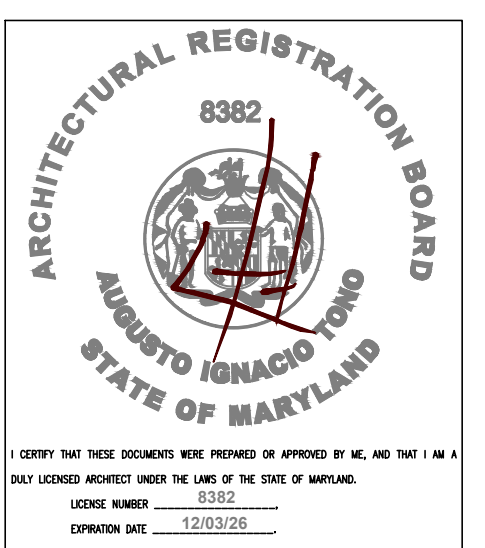 ARCHITECTURAL REGISTRATION BOARD
8382
AUGUSTO IGNACIO TONO
STATE OF MARYLAND
I CERTIFY THAT THESE DOCUMENTS WERE PREPARED OR APPROVED BY ME, AND THAT I AM A
DULY LICENSED ARCHITECT UNDER THE LAWS OF THE STATE OF MARYLAND.
LICENSE NUMBER 8382,
EXPIRATION DATE 12/03/26.